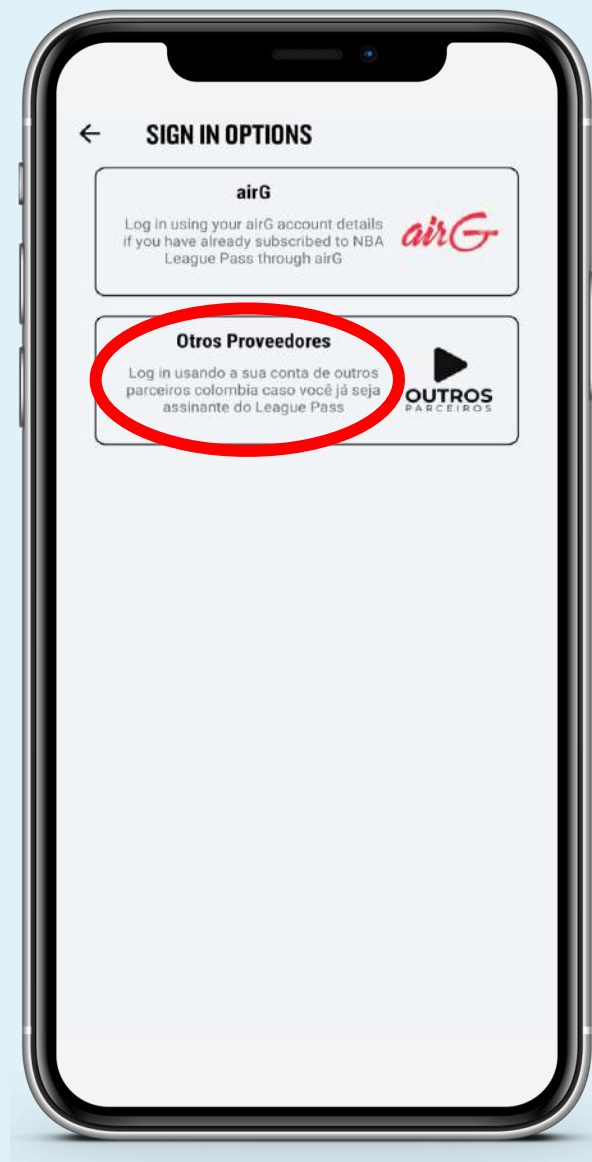 SIGN IN OPTIONS
airG
Log in using your airG account details
if you have already subscribed to NBA
League Pass through airG
airG
Otros Proveedores
Log in usando a sua conta de outros
parceiros colombia caso você já seja
assinante do League Pass
OUTROS
PARCEIROS